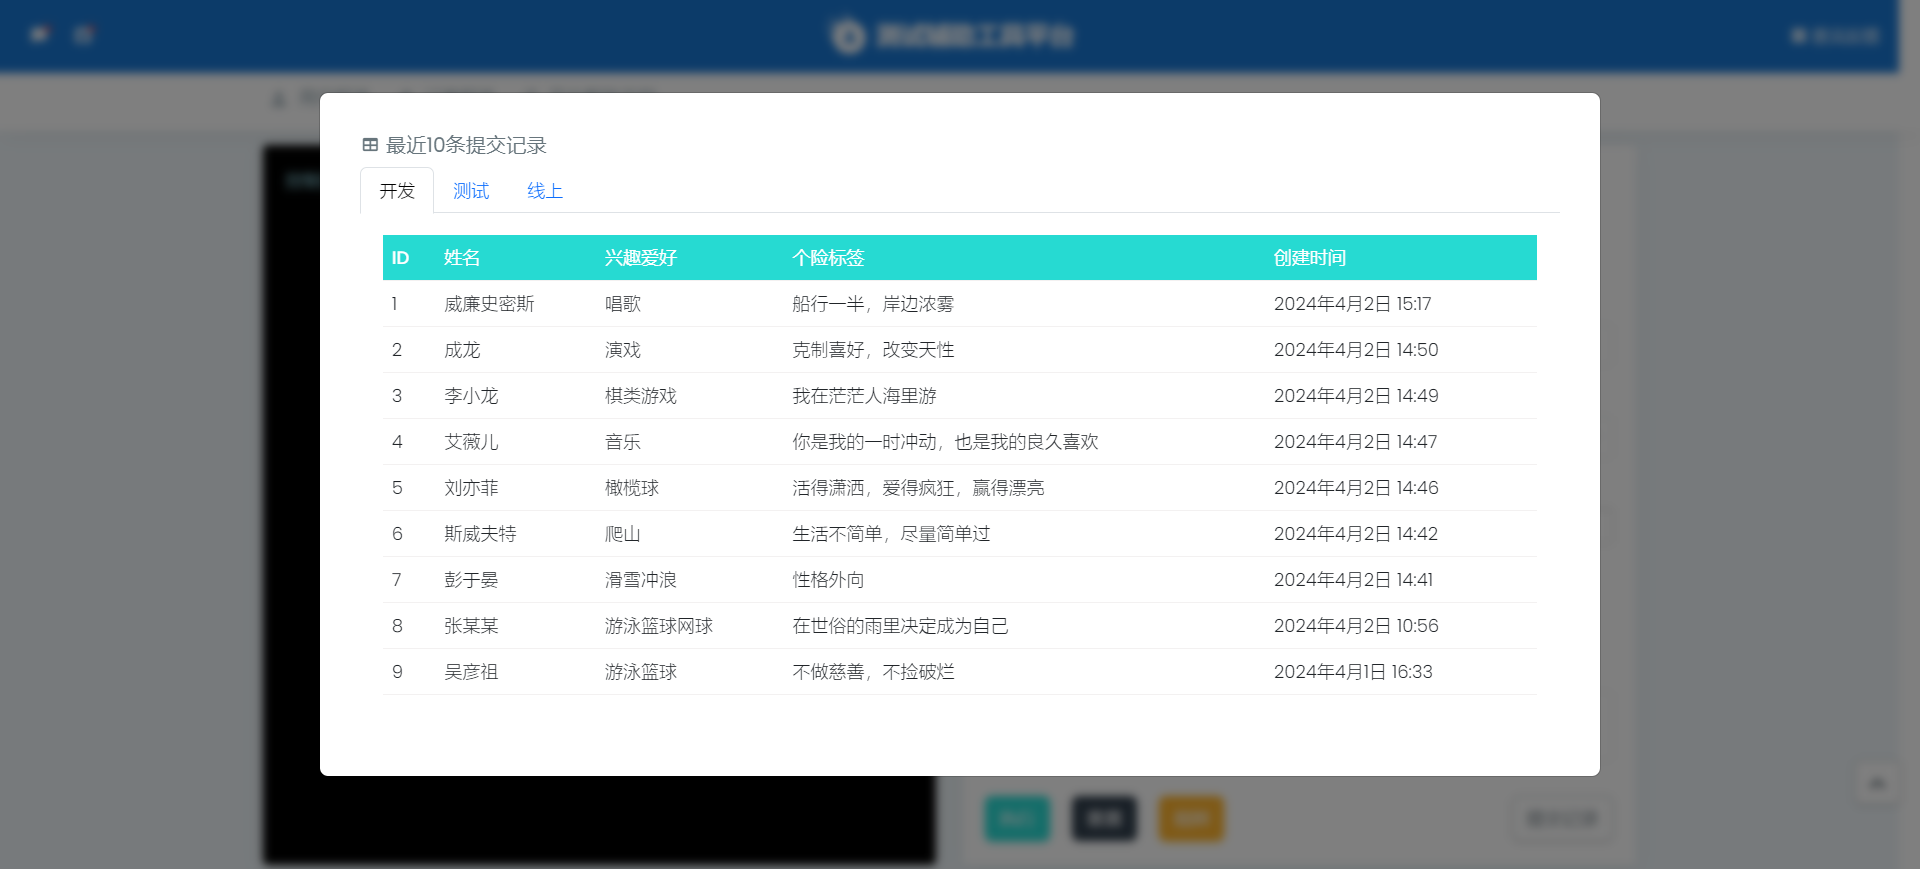 测试辅助工具平台
最近10条提交记录
开发 测试 线上
ID 姓名 兴趣爱好 个险标签 创建时间
1 威廉史密斯 唱歌 船行一半，岸边浓雾 2024年4月2日 15:17
2 成龙 演戏 克制喜好，改变天性 2024年4月2日 14:50
3 李小龙 棋类游戏 我在茫茫人海里游 2024年4月2日 14:49
4 艾薇儿 音乐 你是我的一时冲动，也是我的良久喜欢 2024年4月2日 14:47
5 刘亦菲 橄榄球 活得潇洒，爱得疯狂，赢得漂亮 2024年4月2日 14:46
6 斯威夫特 爬山 生活不简单，尽量简单过 2024年4月2日 14:42
7 彭于晏 滑雪冲浪 性格外向 2024年4月2日 14:41
8 张某某 游泳篮球网球 在世俗的雨里决定成为自己 2024年4月2日 10:56
9 吴彦祖 游泳篮球 不做慈善，不捡破烂 2024年4月1日 16:33